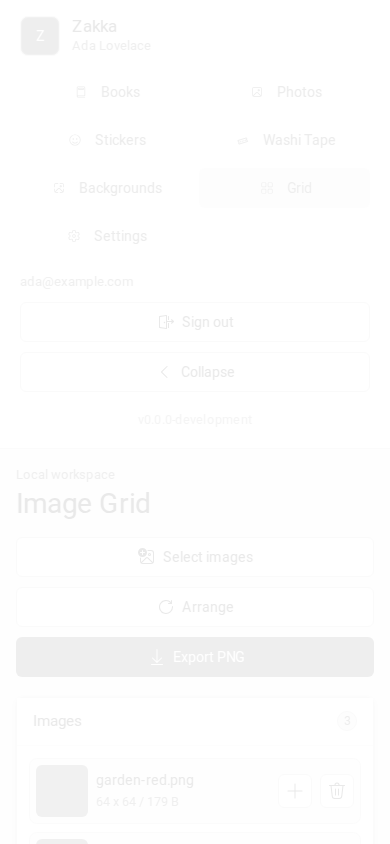 Z
Zakka
Ada Lovelace
Books
Photos
Stickers
Washi Tape
Backgrounds
Grid
Settings
ada@example.com
Sign out
Collapse
v0.0.0-development
Local workspace
Image Grid
Select images
Arrange
Export PNG
Images
3
garden-red.png
64 x 64 / 179 B